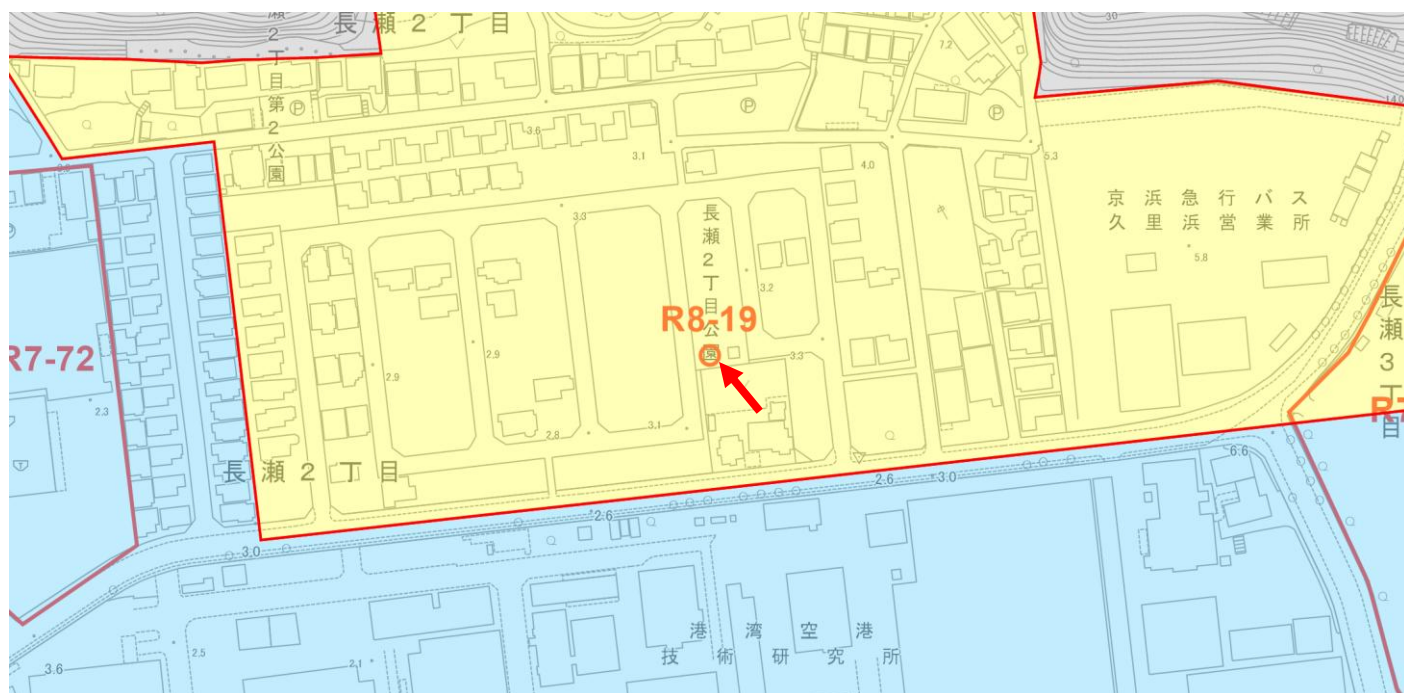 長瀬2丁目
30
7.2
長瀬2丁目第2公園
P
P
P
3.6
3.1
4.0
5.3
京浜急行バス
久里浜営業所
5.8
3.3
長瀬2丁目公園
3.2
R8-19
3.3
2.9
2.9
R7-72
2.3
2.8
3.1
長瀬3丁目
長瀬2丁目
2.6
3.0
6.6
2.6
3.0
港湾空港
技術研究所
2.5
2.1
3.6